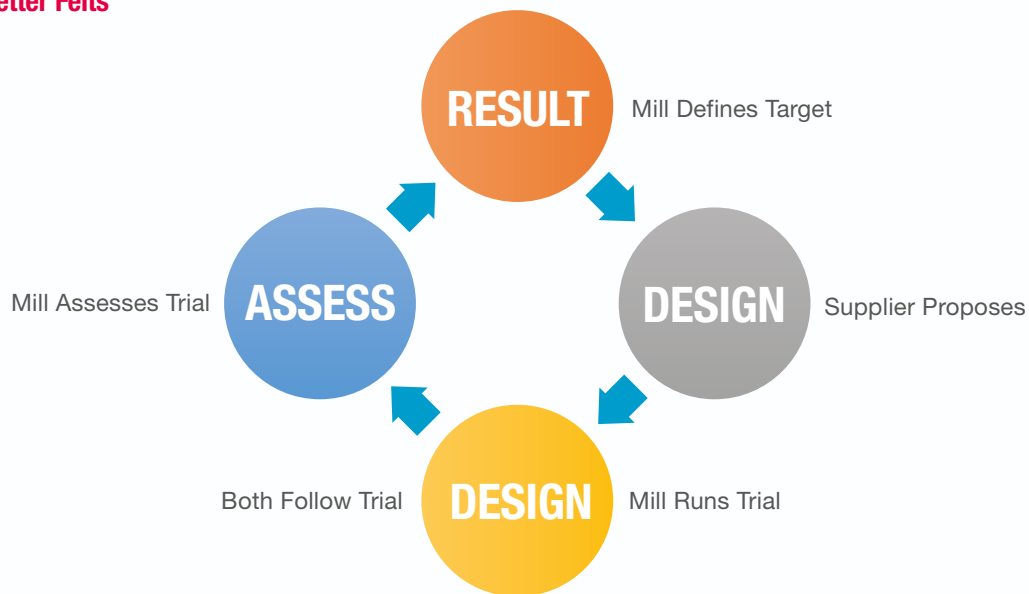 Felts
RESULT
Mill Defines Target
ASSESS
Mill Assesses Trial
DESIGN
Supplier Proposes
DESIGN
Both Follow Trial
Mill Runs Trial